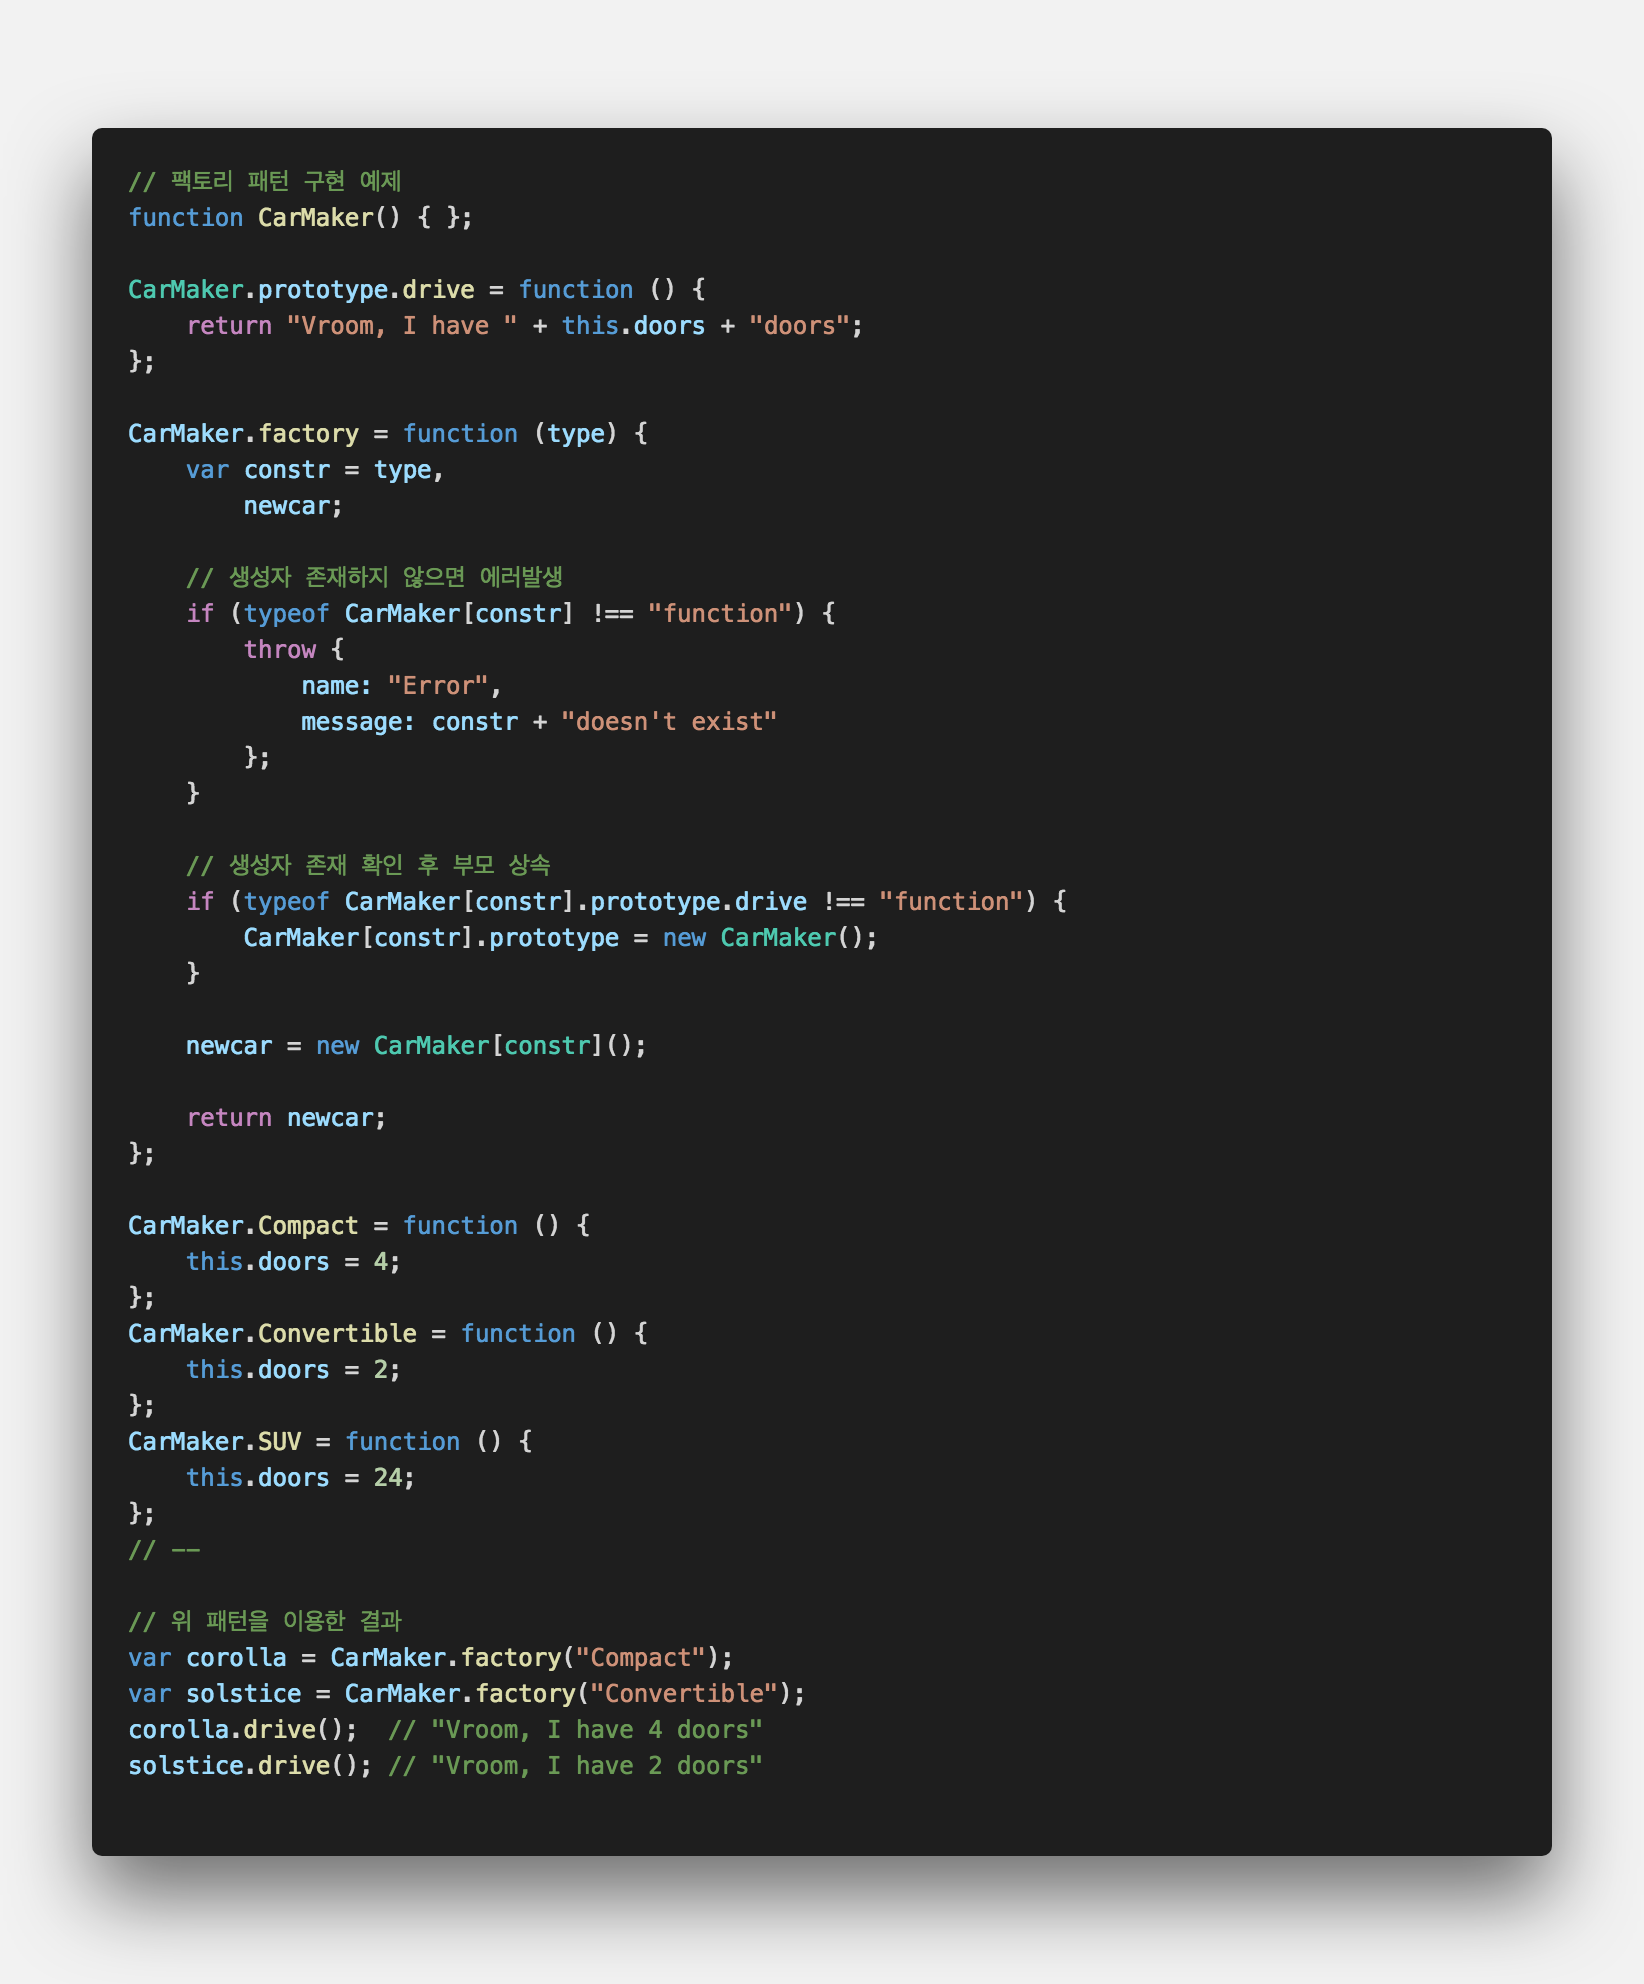 // 팩토리 패턴 구현 예제
function CarMaker() { };

CarMaker.prototype.drive = function () {
    return "Vroom, I have " + this.doors + "doors";
};

CarMaker.factory = function (type) {
    var constr = type,
        newcar;

    // 생성자 존재하지 않으면 에러발생
    if (typeof CarMaker[constr] !== "function") {
        throw {
            name: "Error",
            message: constr + "doesn't exist"
        };
    }

    // 생성자 존재 확인 후 부모 상속
    if (typeof CarMaker[constr].prototype.drive !== "function") {
        CarMaker[constr].prototype = new CarMaker();
    }

    newcar = new CarMaker[constr]();

    return newcar;
};

CarMaker.Compact = function () {
    this.doors = 4;
};
CarMaker.Convertible = function () {
    this.doors = 2;
};
CarMaker.SUV = function () {
    this.doors = 24;
};
// --

// 위 패턴을 이용한 결과
var corolla = CarMaker.factory("Compact");
var solstice = CarMaker.factory("Convertible");
corolla.drive();  // "Vroom, I have 4 doors"
solstice.drive(); // "Vroom, I have 2 doors"